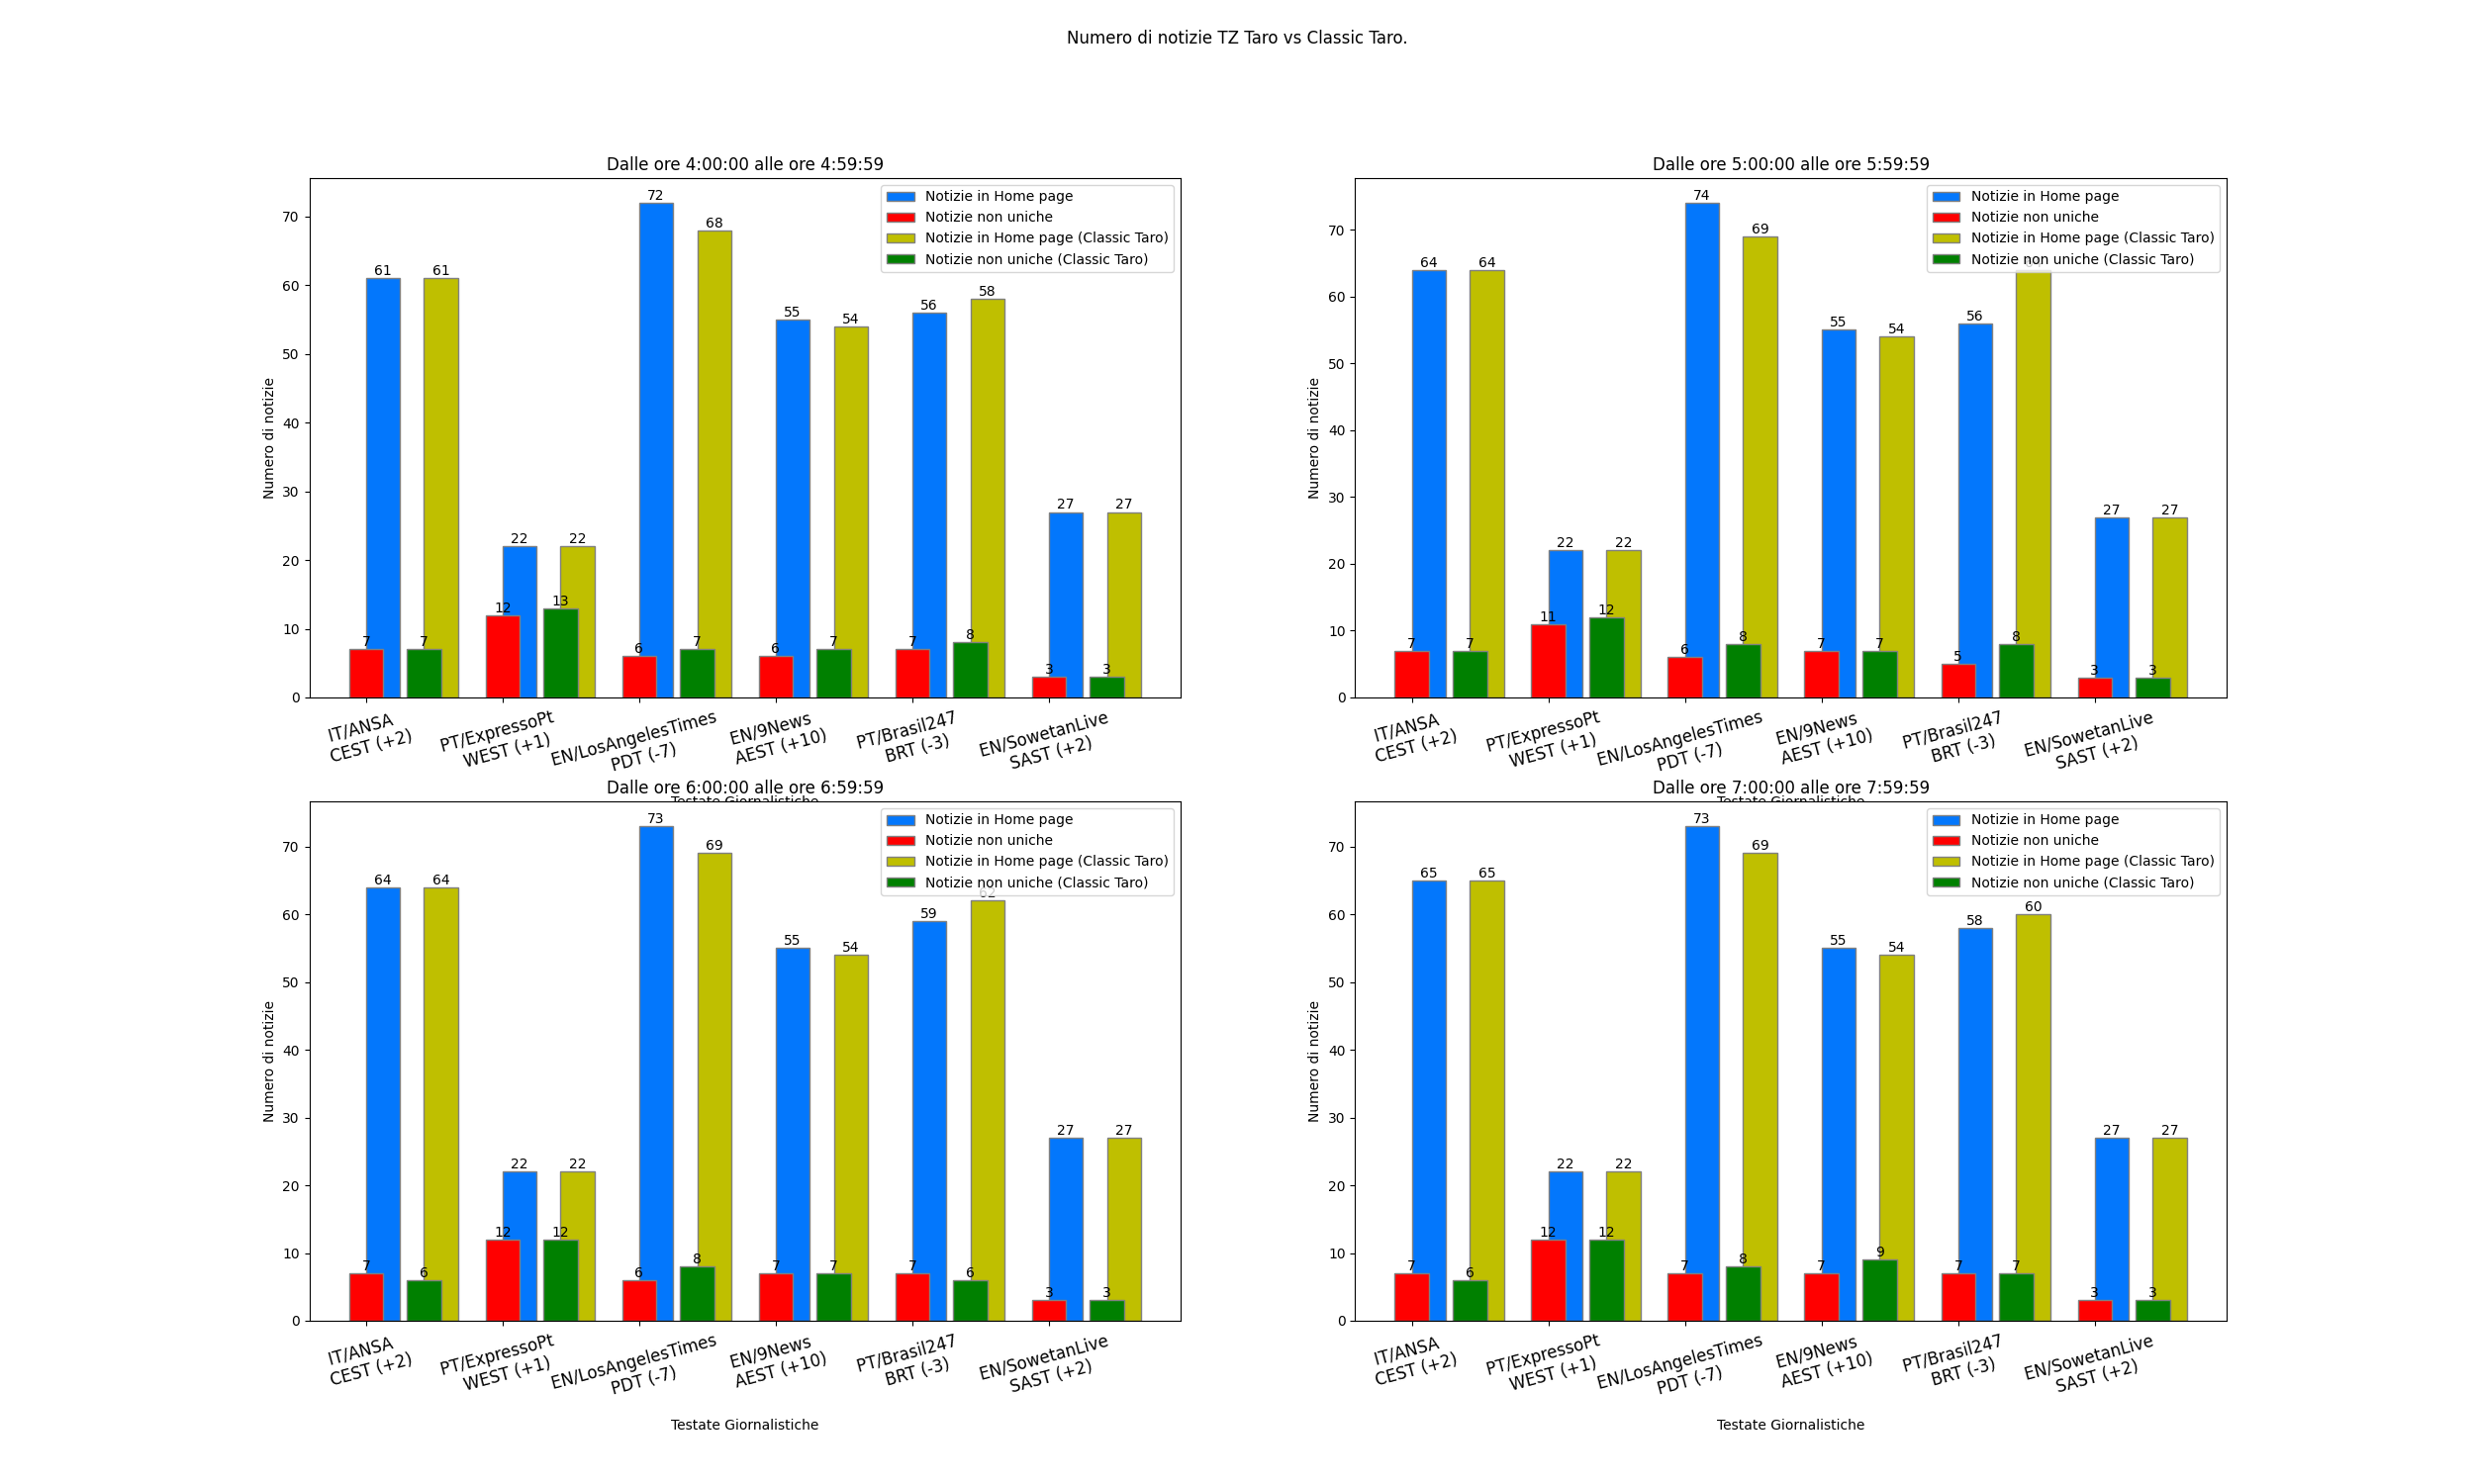 Numero di notizie TZ Taro vs Classic Taro.
Dalle ore 4:00:00 alle ore 4:59:59
Notizie in Home page
Notizie non uniche
Notizie in Home page (Classic Taro)
Notizie non uniche (Classic Taro)
Numero di notizie
70
60
50
40
30
20
10
0
61 22 72 55 56 27
7 12 6 6 7 3
61 22 68 54 58 27
7 13 7 7 8 3
IT/ANSA
CEST (+2)
PT/ExpressoPt
WEST (+1)
EN/LosAngelesTimes
PDT (-7)
EN/9News
AEST (+10)
PT/Brasil247
BRT (-3)
EN/SowetanLive
SAST (+2)
Testate Giornalistiche
Dalle ore 5:00:00 alle ore 5:59:59
Notizie in Home page
Notizie non uniche
Notizie in Home page (Classic Taro)
Notizie non uniche (Classic Taro)
Numero di notizie
70
60
50
40
30
20
10
0
64 22 74 55 56 27
7 11 6 7 5 3
64 22 69 54 27
7 12 8 7 8 3
IT/ANSA
CEST (+2)
PT/ExpressoPt
WEST (+1)
EN/LosAngelesTimes
PDT (-7)
EN/9News
AEST (+10)
PT/Brasil247
BRT (-3)
EN/SowetanLive
SAST (+2)
Testate Giornalistiche
Dalle ore 6:00:00 alle ore 6:59:59
Notizie in Home page
Notizie non uniche
Notizie in Home page (Classic Taro)
Notizie non uniche (Classic Taro)
Numero di notizie
70
60
50
40
30
20
10
0
64 22 73 55 59 27
7 12 6 7 7 3
64 22 69 54 62 27
6 12 8 7 6 3
IT/ANSA
CEST (+2)
PT/ExpressoPt
WEST (+1)
EN/LosAngelesTimes
PDT (-7)
EN/9News
AEST (+10)
PT/Brasil247
BRT (-3)
EN/SowetanLive
SAST (+2)
Testate Giornalistiche
Dalle ore 7:00:00 alle ore 7:59:59
Notizie in Home page
Notizie non uniche
Notizie in Home page (Classic Taro)
Notizie non uniche (Classic Taro)
Numero di notizie
70
60
50
40
30
20
10
0
65 22 73 55 58 27
7 12 7 7 7 3
65 22 69 54 60 27
6 12 8 9 7 3
IT/ANSA
CEST (+2)
PT/ExpressoPt
WEST (+1)
EN/LosAngelesTimes
PDT (-7)
EN/9News
AEST (+10)
PT/Brasil247
BRT (-3)
EN/SowetanLive
SAST (+2)
Testate Giornalistiche